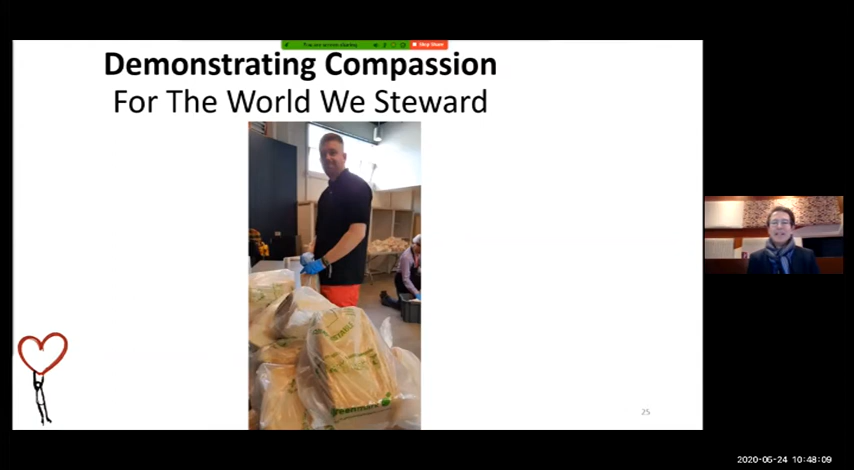 Stop Share
Demonstrating Compassion
For The World We Steward
25
2020-06-24 10:48:09